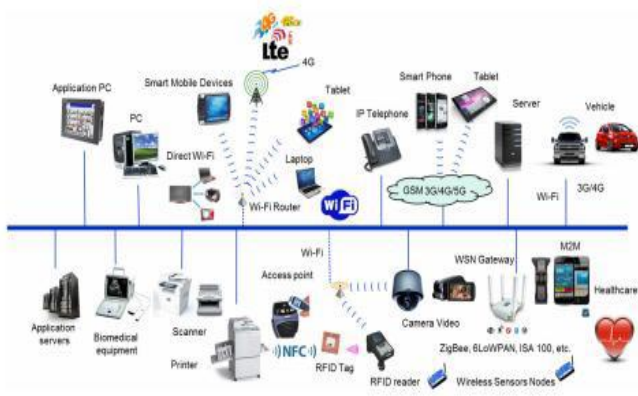 3G
Lte
4G
Application PC
Smart Mobile Devices
Smart Phone
Tablet
PC
Tablet
IP Telephone
Server
Vehicle
Direct Wi-Fi
Laptop
GSM 3G/4G/5G
Wi-Fi Router
Wi Fi
Wi-Fi
3G/4G
Wi-Fi
WSN Gateway
M2M
Access point
Healthcare
Application
servers
Biomedical
equipment
Scanner
Camera Video
Printer
NFC
RFID Tag
ZigBee, 6LoWPAN, ISA 100, etc.
RFID reader
Wireless Sensors Nodes